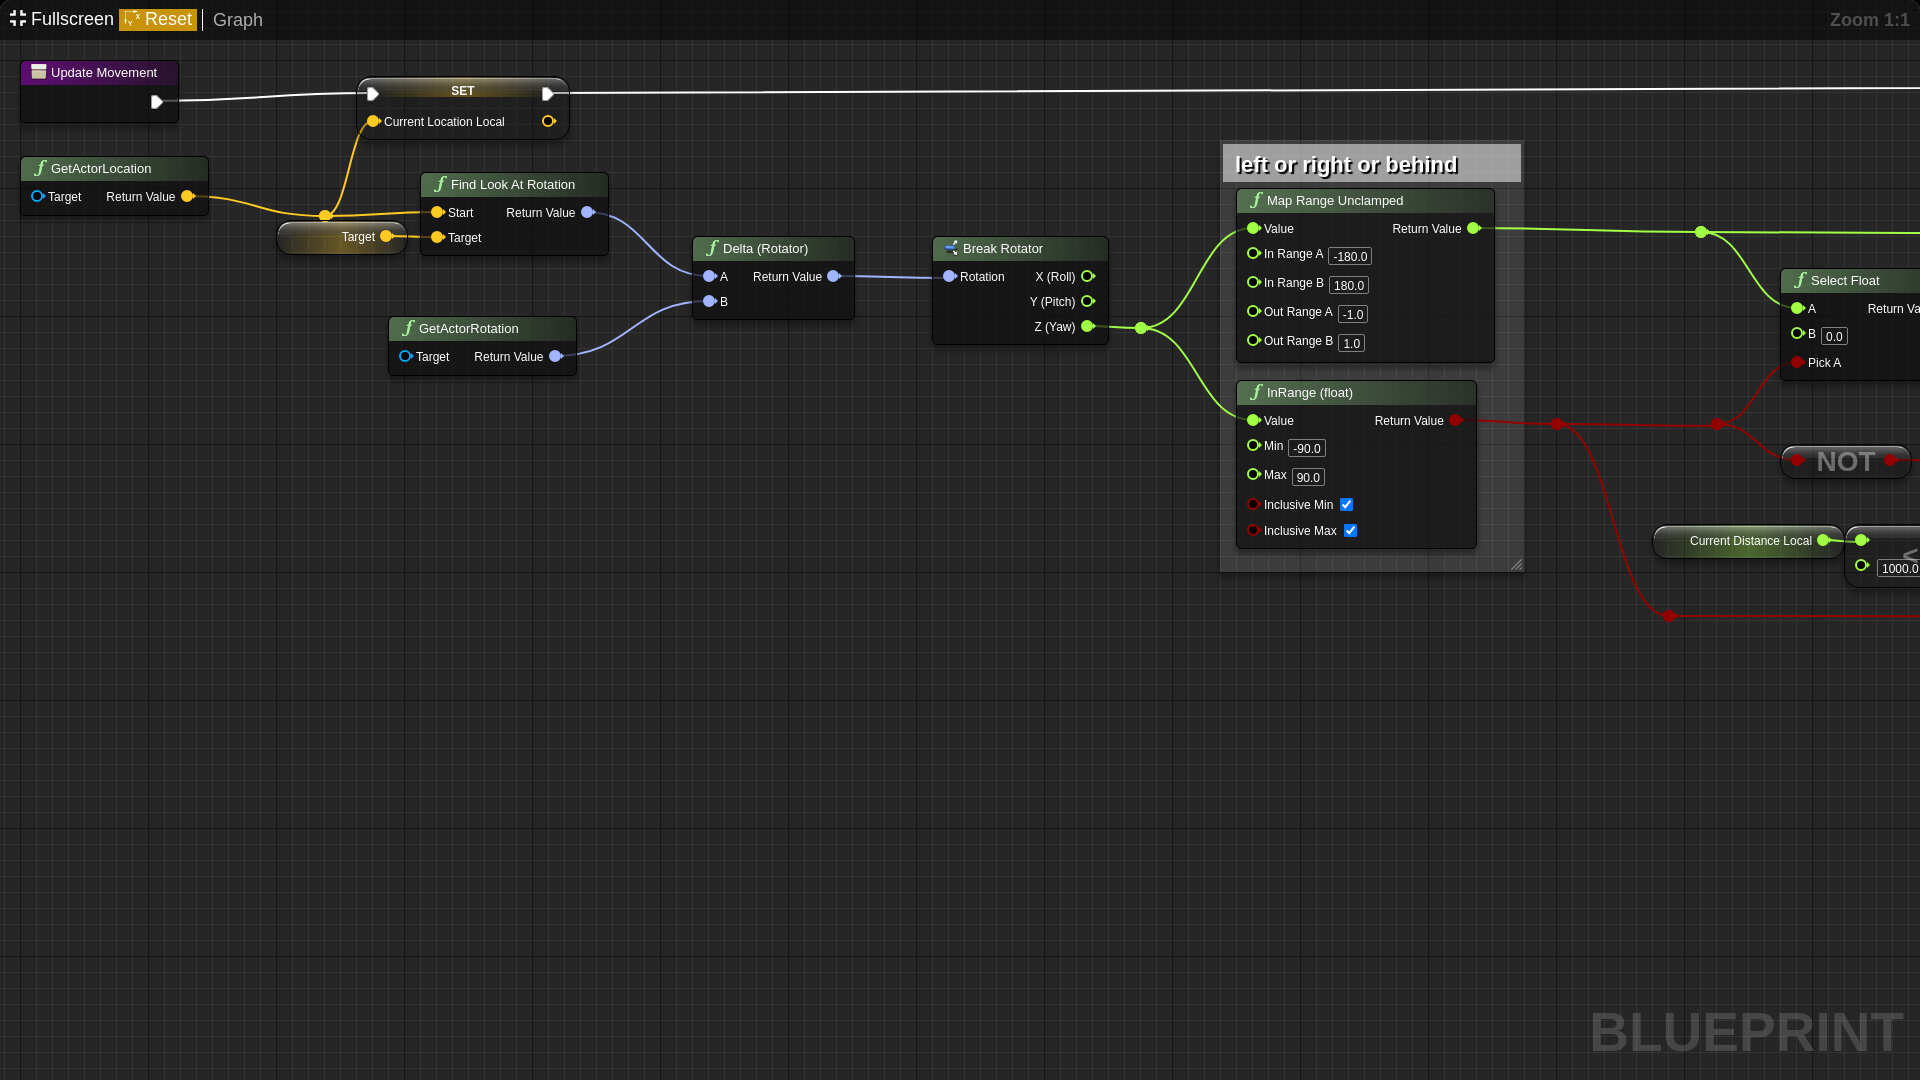 Fullscreen Reset Graph Zoom 1:1
Update Movement
SET
Current Location Local
GetActorLocation
Target Return Value
Target
Find Look At Rotation
Start Return Value
Target
GetActorRotation
Target Return Value
Delta (Rotator)
A Return Value
B
Break Rotator
Rotation X (Roll)
Y (Pitch)
Z (Yaw)
left or right or behind
Map Range Unclamped
Value Return Value
In Range A -180.0
In Range B 180.0
Out Range A -1.0
Out Range B 1.0
InRange (float)
Value Return Value
Min -90.0
Max 90.0
Inclusive Min
Inclusive Max
Select Float
A Return Va
B 0.0
Pick A
NOT
Current Distance Local
<
1000.0
BLUEPRINT